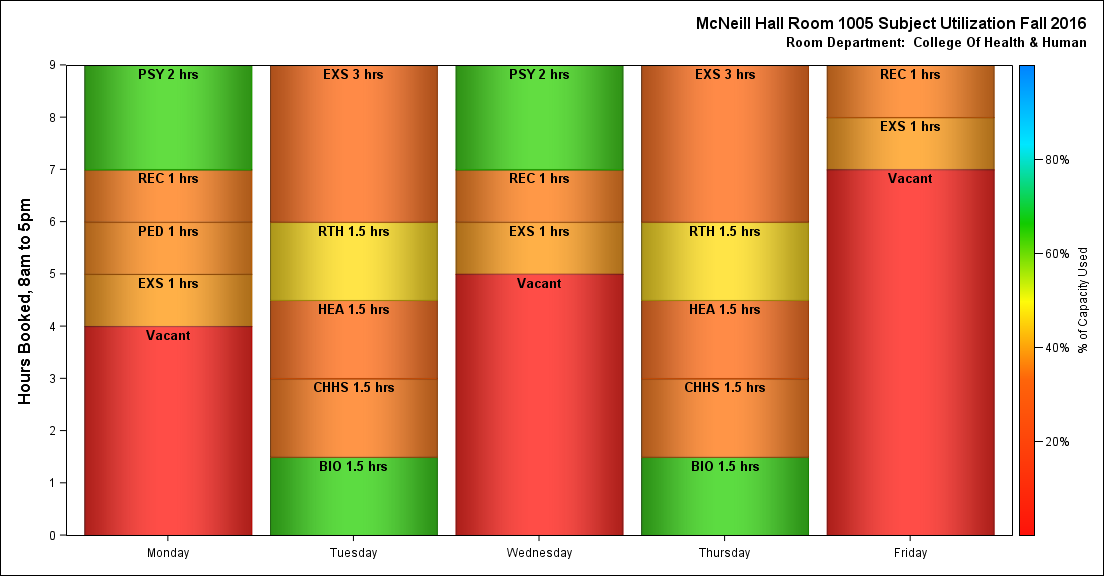 McNeill Hall Room 1005 Subject Utilization Fall 2016
Room Department: College Of Health & Human
Hours Booked, 8am to 5pm
9
8
7
6
5
4
3
2
1
0
PSY 2 hrs
REC 1 hrs
PED 1 hrs
EXS 1 hrs
Vacant
EXS 3 hrs
RTH 1.5 hrs
HEA 1.5 hrs
CHHS 1.5 hrs
BIO 1.5 hrs
PSY 2 hrs
REC 1 hrs
EXS 1 hrs
Vacant
EXS 3 hrs
RTH 1.5 hrs
HEA 1.5 hrs
CHHS 1.5 hrs
BIO 1.5 hrs
REC 1 hrs
EXS 1 hrs
Vacant
Monday
Tuesday
Wednesday
Thursday
Friday
80%
60%
40%
20%
% of Capacity Used